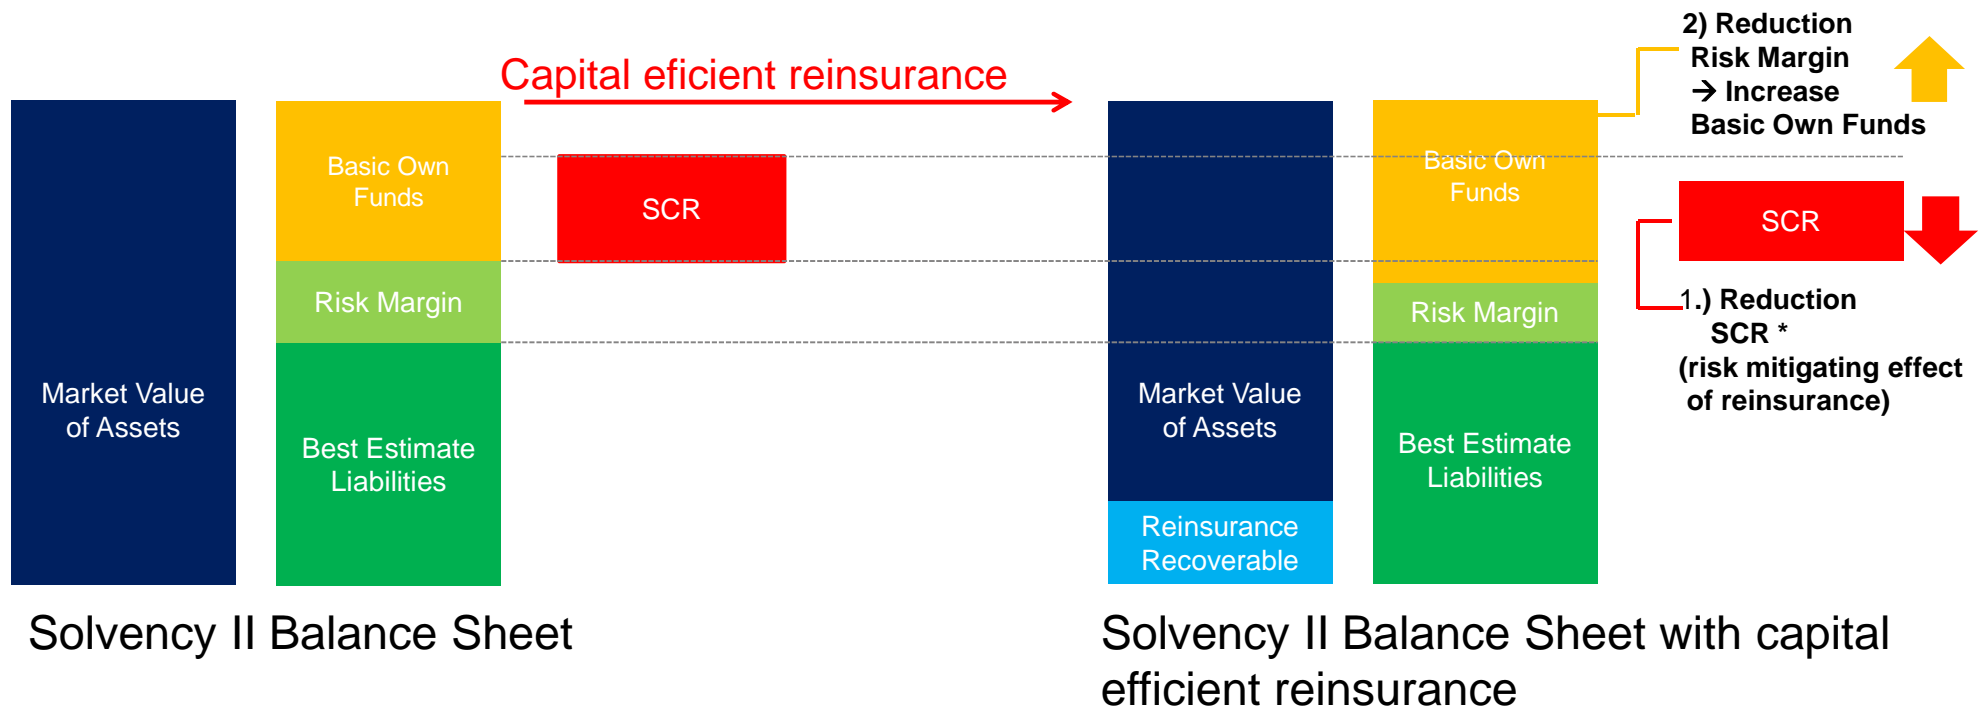 Capital eficient reinsurance
Market Value
of Assets
Basic Own
Funds
Risk Margin
Best Estimate
Liabilities
SCR
Solvency II Balance Sheet
Market Value
of Assets
Reinsurance
Recoverable
Basic Own
Funds
Risk Margin
Best Estimate
Liabilities
2) Reduction
Risk Margin
→ Increase
Basic Own Funds
SCR
1.) Reduction
SCR *
(risk mitigating effect
of reinsurance)
Solvency II Balance Sheet with capital
efficient reinsurance